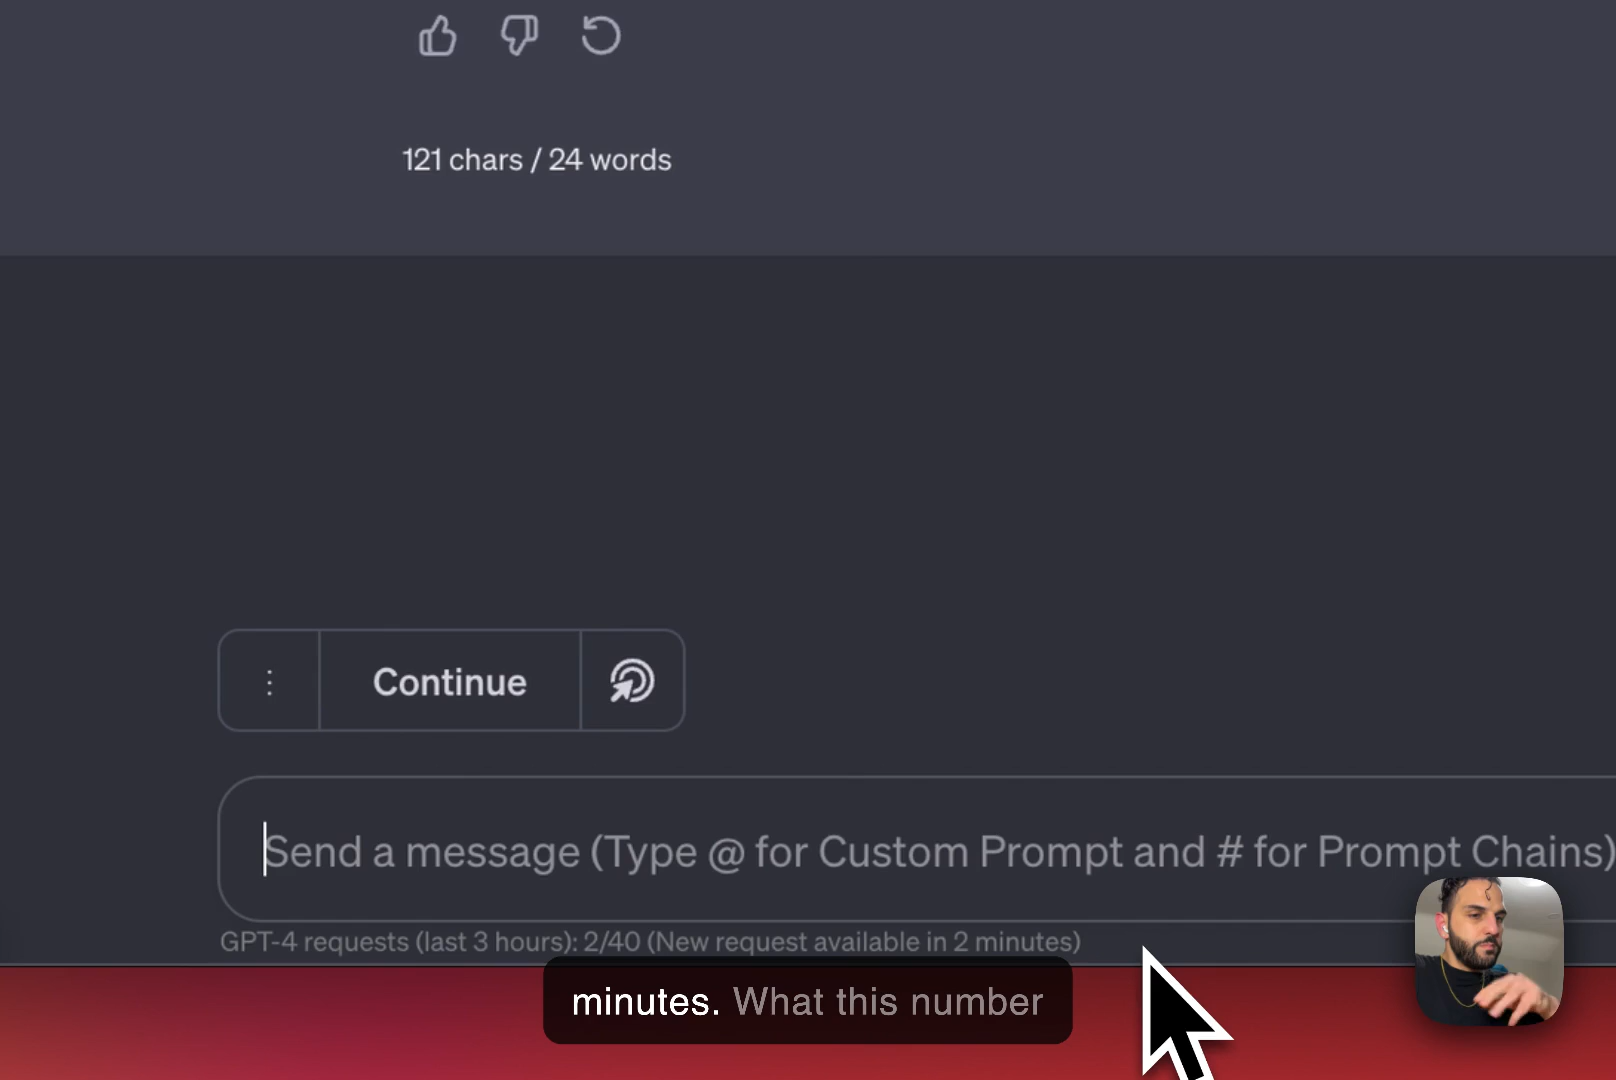 121 chars / 24 words
Continue
Send a message (Type @ for Custom Prompt and # for Prompt Chains)
GPT-4 requests (last 3 hours): 2/40 (New request available in 2 minutes)
minutes. What this number